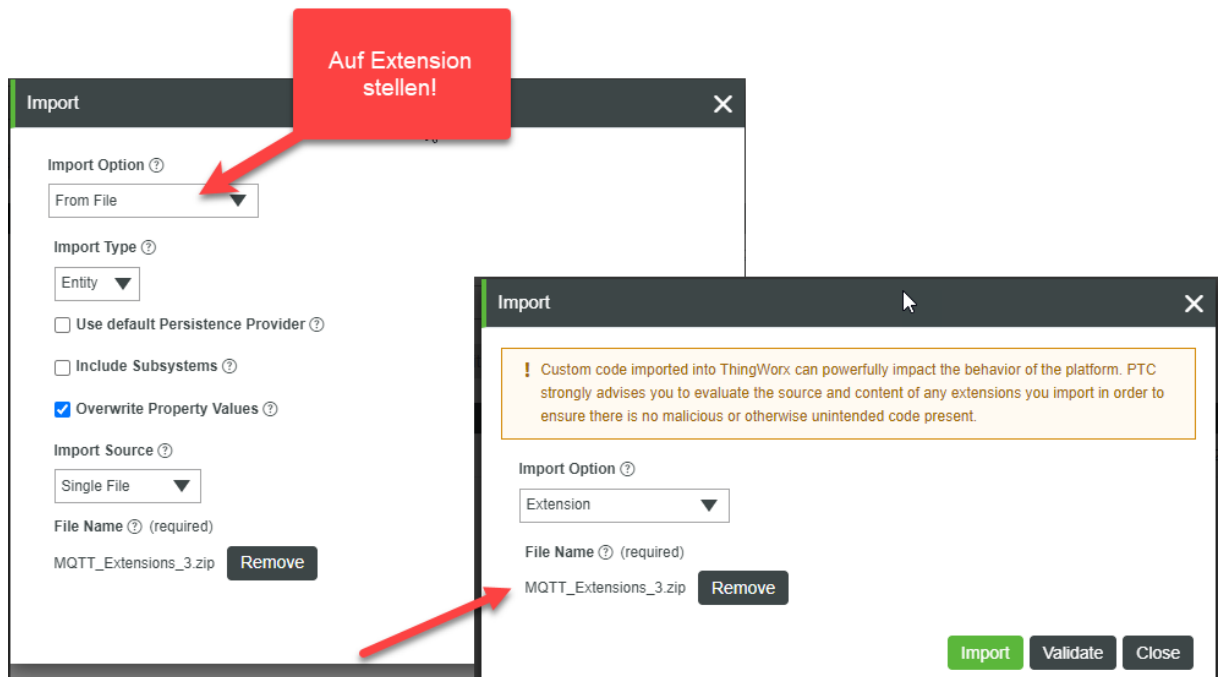 Auf Extension
stellen!
Import
Import Option
From File
Import Type
Entity
Use default Persistence Provider
Include Subsystems
Overwrite Property Values
Import Source
Single File
File Name (required)
MQTT_Extensions_3.zip Remove
Import
! Custom code imported into ThingWorx can powerfully impact the behavior of the platform. PTC
strongly advises you to evaluate the source and content of any extensions you import in order to
ensure there is no malicious or otherwise unintended code present.
Import Option
Extension
File Name (required)
MQTT_Extensions_3.zip Remove
Import Validate Close